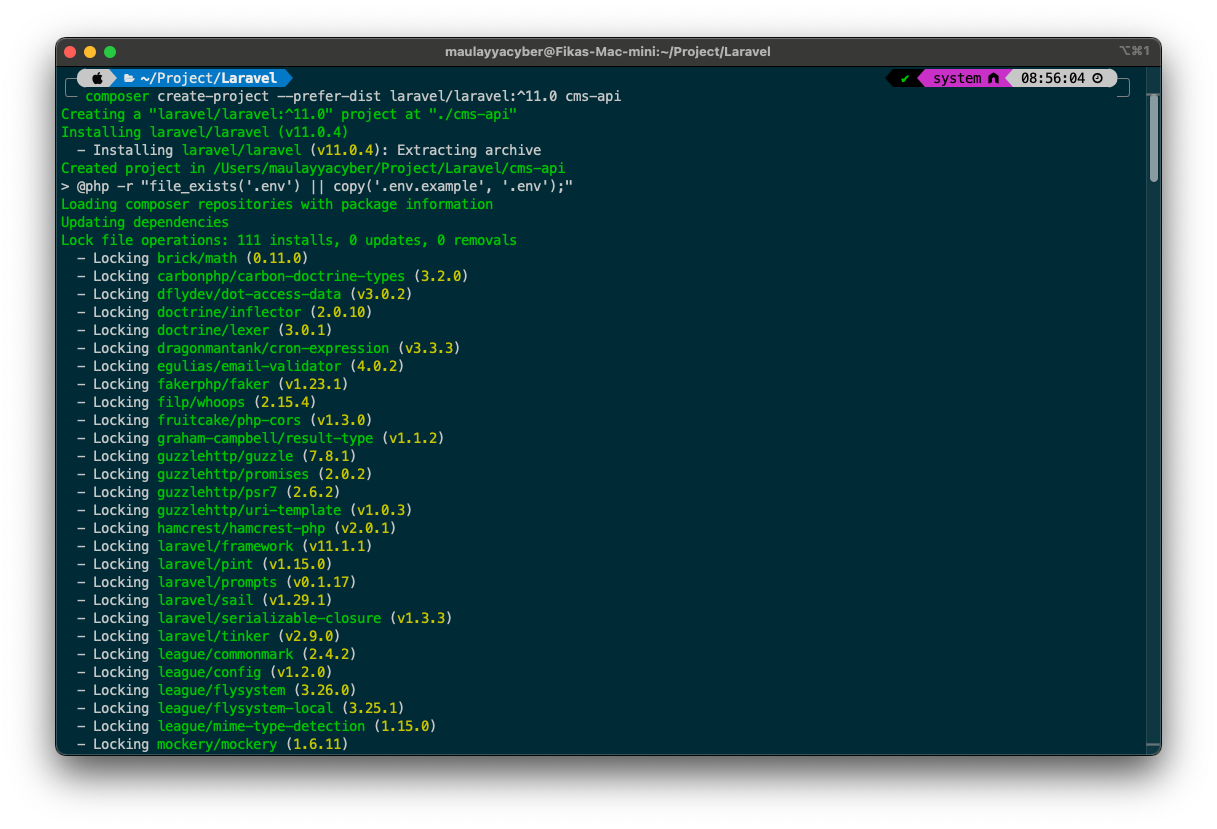 maulayyacyber@Fikas-Mac-mini:~/Project/Laravel ⌥⌘1
~/Project/Laravel ✔ system 08:56:04
composer create-project --prefer-dist laravel/laravel:^11.0 cms-api
Creating a "laravel/laravel:^11.0" project at "./cms-api"
Installing laravel/laravel (v11.0.4)
- Installing laravel/laravel (v11.0.4): Extracting archive
Created project in /Users/maulayyacyber/Project/Laravel/cms-api
> @php -r "file_exists('.env') || copy('.env.example', '.env');"
Loading composer repositories with package information
Updating dependencies
Lock file operations: 111 installs, 0 updates, 0 removals
- Locking brick/math (0.11.0)
- Locking carbonphp/carbon-doctrine-types (3.2.0)
- Locking dflydev/dot-access-data (v3.0.2)
- Locking doctrine/inflector (2.0.10)
- Locking doctrine/lexer (3.0.1)
- Locking dragonmantank/cron-expression (v3.3.3)
- Locking egulias/email-validator (4.0.2)
- Locking fakerphp/faker (v1.23.1)
- Locking filp/whoops (2.15.4)
- Locking fruitcake/php-cors (v1.3.0)
- Locking graham-campbell/result-type (v1.1.2)
- Locking guzzlehttp/guzzle (7.8.1)
- Locking guzzlehttp/promises (2.0.2)
- Locking guzzlehttp/psr7 (2.6.2)
- Locking guzzlehttp/uri-template (v1.0.3)
- Locking hamcrest/hamcrest-php (v2.0.1)
- Locking laravel/framework (v11.1.1)
- Locking laravel/pint (v1.15.0)
- Locking laravel/prompts (v0.1.17)
- Locking laravel/sail (v1.29.1)
- Locking laravel/serializable-closure (v1.3.3)
- Locking laravel/tinker (v2.9.0)
- Locking league/commonmark (2.4.2)
- Locking league/config (v1.2.0)
- Locking league/flysystem (3.26.0)
- Locking league/flysystem-local (3.25.1)
- Locking league/mime-type-detection (1.15.0)
- Locking mockery/mockery (1.6.11)